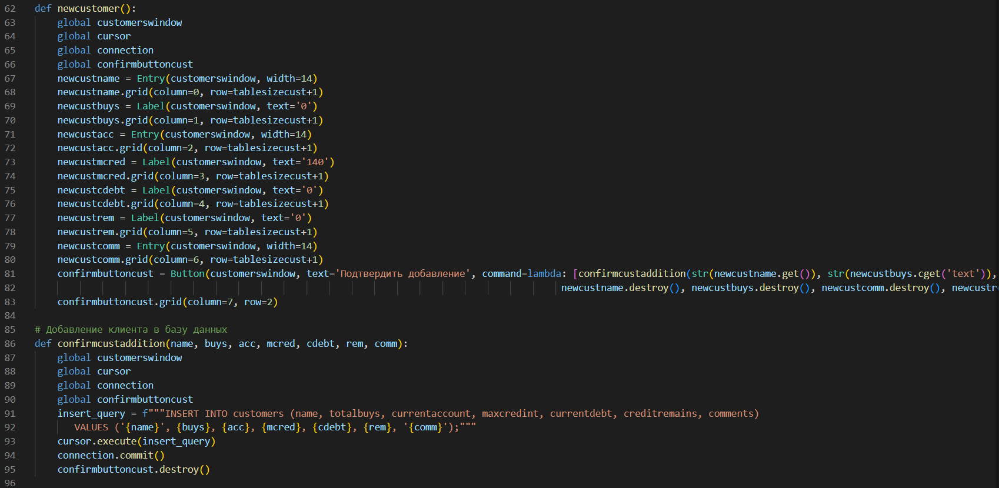 62 def newcustomer():
63     global customerswindow
64     global cursor
65     global connection
66     global confirmbuttoncust
67     newcustname = Entry(customerswindow, width=14)
68     newcustname.grid(column=0, row=tablesizecust+1)
69     newcustbuys = Label(customerswindow, text='0')
70     newcustbuys.grid(column=1, row=tablesizecust+1)
71     newcustacc = Entry(customerswindow, width=14)
72     newcustacc.grid(column=2, row=tablesizecust+1)
73     newcustmcred = Label(customerswindow, text='140')
74     newcustmcred.grid(column=3, row=tablesizecust+1)
75     newcustcdebt = Label(customerswindow, text='0')
76     newcustcdebt.grid(column=4, row=tablesizecust+1)
77     newcustrem = Label(customerswindow, text='0')
78     newcustrem.grid(column=5, row=tablesizecust+1)
79     newcustcomm = Entry(customerswindow, width=14)
80     newcustcomm.grid(column=6, row=tablesizecust+1)
81     confirmbuttoncust = Button(customerswindow, text='Подтвердить добавление', command=lambda: [confirmcustaddition(str(newcustname.get()), str(newcustbuys.cget('text')),
82     newcustname.destroy(), newcustbuys.destroy(), newcustcomm.destroy(), newcustr
83     confirmbuttoncust.grid(column=7, row=2)
84
85 # Добавление клиента в базу данных
86 def confirmcustaddition(name, buys, acc, mcred, cdebt, rem, comm):
87     global customerswindow
88     global cursor
89     global connection
90     global confirmbuttoncust
91     insert_query = f"""INSERT INTO customers (name, totalbuys, currentaccount, maxcredint, currentdebt, creditremains, comments)
92        VALUES ('{name}', {buys}, {acc}, {mcred}, {cdebt}, {rem}, '{comm}');"""
93     cursor.execute(insert_query)
94     connection.commit()
95     confirmbuttoncust.destroy()
96